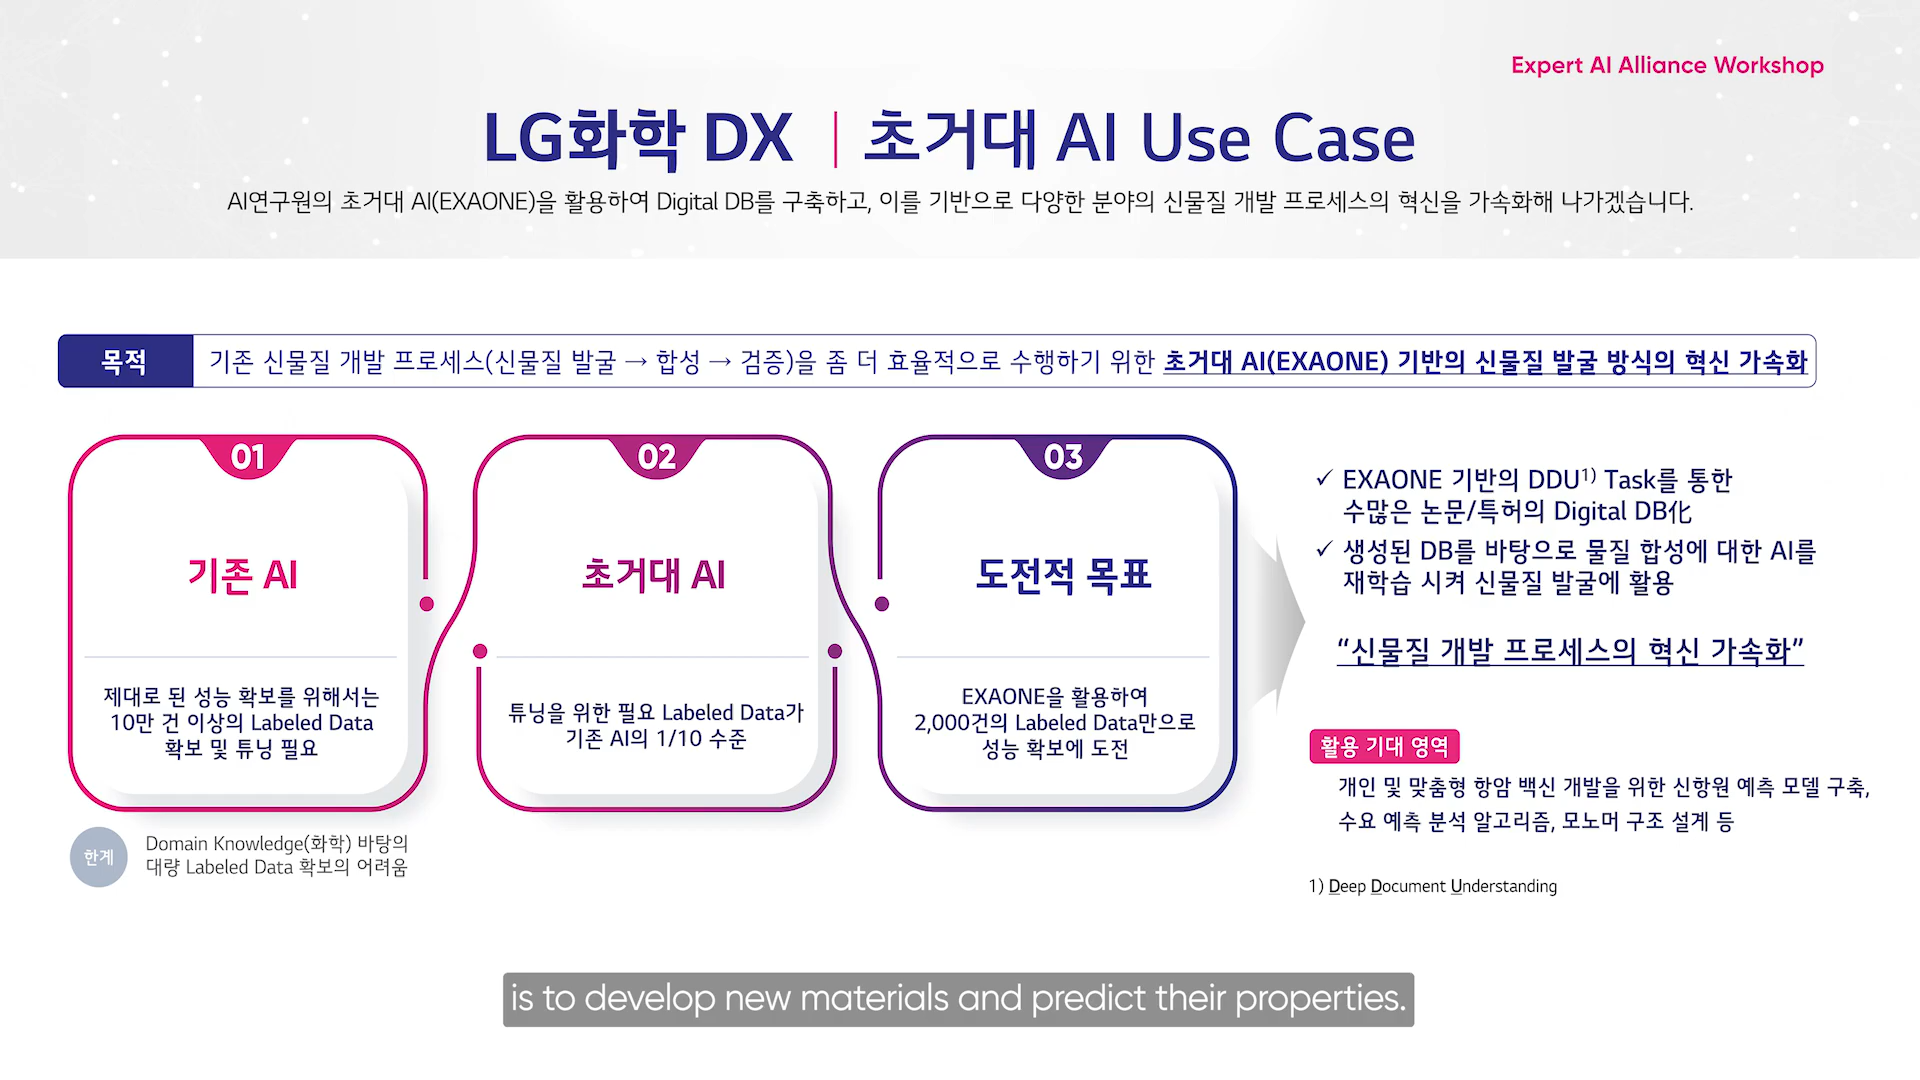 Expert AI Alliance Workshop
LG화학 DX | 초거대 AI Use Case
AI연구원의 초거대 AI(EXAONE)을 활용하여 Digital DB를 구축하고, 이를 기반으로 다양한 분야의 신물질 개발 프로세스의 혁신을 가속화해 나가겠습니다.
목적
기존 신물질 개발 프로세스(신물질 발굴 → 합성 → 검증)을 좀 더 효율적으로 수행하기 위한 초거대 AI(EXAONE) 기반의 신물질 발굴 방식의 혁신 가속화
01
기존 AI
제대로 된 성능 확보를 위해서는
10만 건 이상의 Labeled Data
확보 및 튜닝 필요
한계
Domain Knowledge(화학) 바탕의
대량 Labeled Data 확보의 어려움
02
초거대 AI
튜닝을 위한 필요 Labeled Data가
기존 AI의 1/10 수준
03
도전적 목표
EXAONE을 활용하여
2,000건의 Labeled Data만으로
성능 확보에 도전
✓ EXAONE 기반의 DDU1) Task를 통한
수많은 논문/특허의 Digital DB化
✓ 생성된 DB를 바탕으로 물질 합성에 대한 AI를
재학습 시켜 신물질 발굴에 활용
“신물질 개발 프로세스의 혁신 가속화”
활용 기대 영역
개인 및 맞춤형 항암 백신 개발을 위한 신항원 예측 모델 구축,
수요 예측 분석 알고리즘, 모노머 구조 설계 등
1) Deep Document Understanding
is to develop new materials and predict their properties.